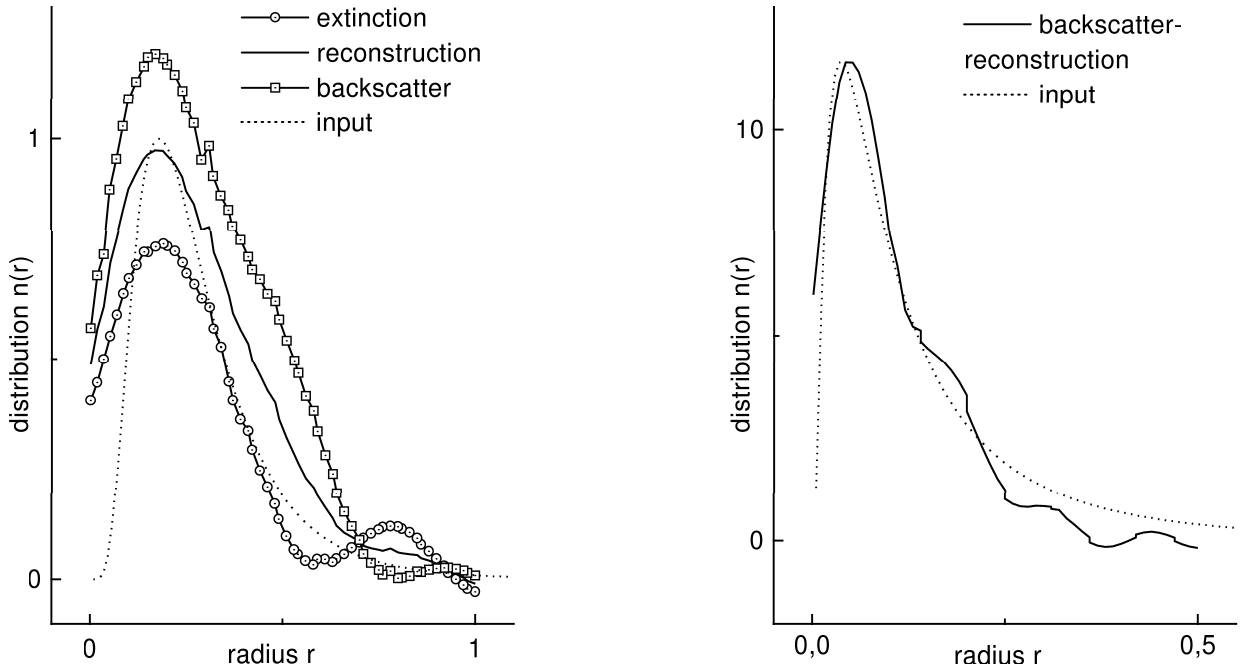 extinction
reconstruction
backscatter
input
1
0
distribution n(r)
0
1
radius r
backscatter-
reconstruction
input
10
0
distribution n(r)
0,0
0,5
radius r